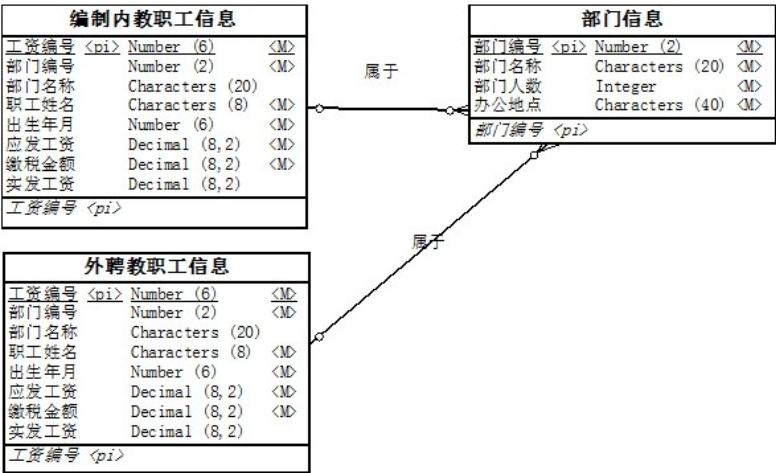 编制内教职工信息
工资编号 <pi> Number (6) <M>
部门编号 Number (2) <M>
部门名称 Characters (20)
职工姓名 Characters (8) <M>
出生年月 Number (6) <M>
应发工资 Decimal (8,2) <M>
缴税金额 Decimal (8,2) <M>
实发工资 Decimal (8,2)
工资编号 <pi>
属于
部门信息
部门编号 <pi> Number (2) <M>
部门名称 Characters (20) <M>
部门人数 Integer <M>
办公地点 Characters (40) <M>
部门编号 <pi>
属于
外聘教职工信息
工资编号 <pi> Number (6) <M>
部门编号 Number (2) <M>
部门名称 Characters (20)
职工姓名 Characters (8) <M>
出生年月 Number (6) <M>
应发工资 Decimal (8,2) <M>
缴税金额 Decimal (8,2) <M>
实发工资 Decimal (8,2)
工资编号 <pi>